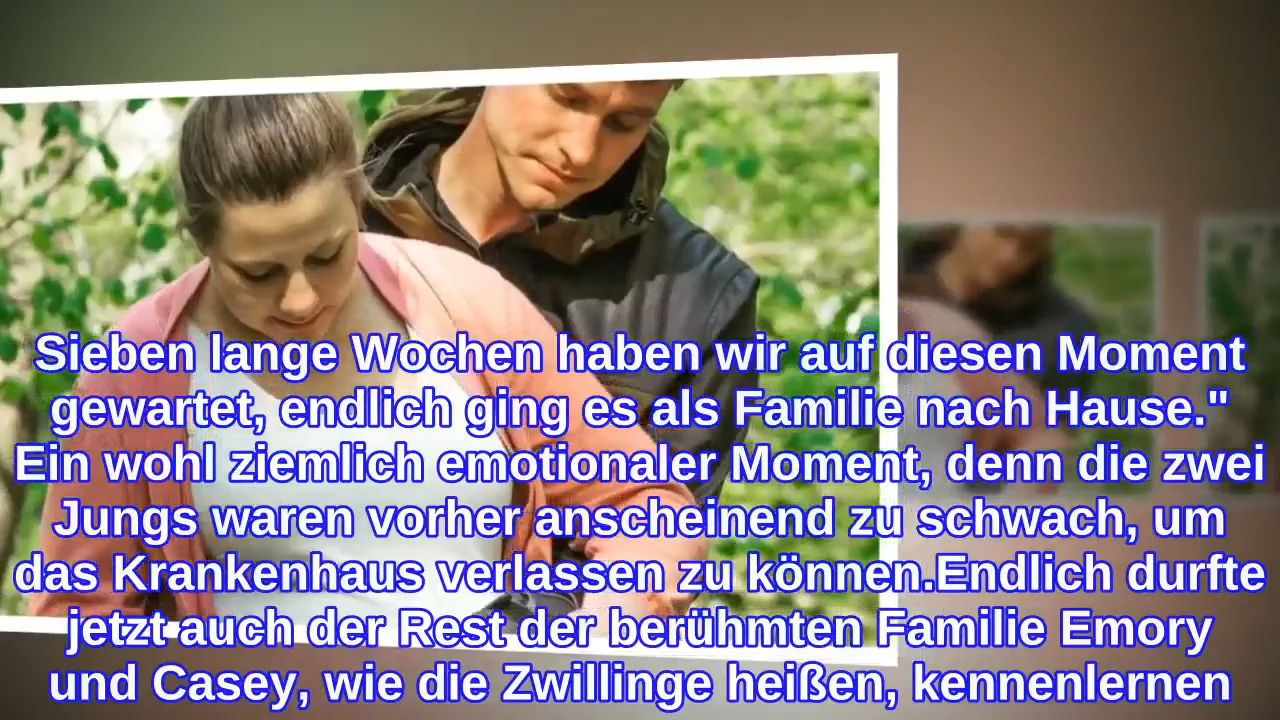 Sieben lange Wochen haben wir auf diesen Moment
gewartet, endlich ging es als Familie nach Hause."
Ein wohl ziemlich emotionaler Moment, denn die zwei
Jungs waren vorher anscheinend zu schwach, um
das Krankenhaus verlassen zu können.Endlich durfte
jetzt auch der Rest der berühmten Familie Emory
und Casey, wie die Zwillinge heißen, kennenlernen